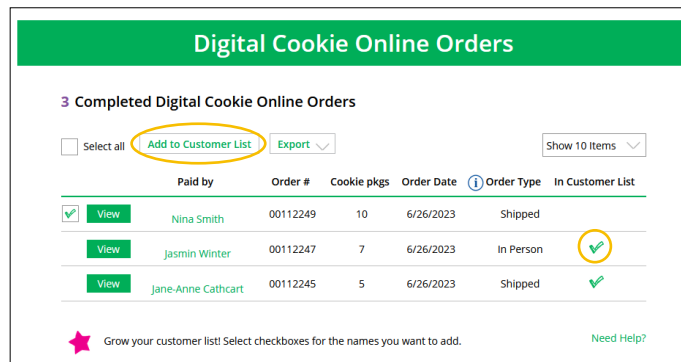 Digital Cookie Online Orders
3 Completed Digital Cookie Online Orders
Select all Add to Customer List Export Show 10 Items
Paid by Order # Cookie pkgs Order Date i Order Type In Customer List
View Nina Smith 00112249 10 6/26/2023 Shipped
View Jasmin Winter 00112247 7 6/26/2023 In Person
View Jane-Anne Cathcart 00112245 5 6/26/2023 Shipped
Grow your customer list! Select checkboxes for the names you want to add. Need Help?